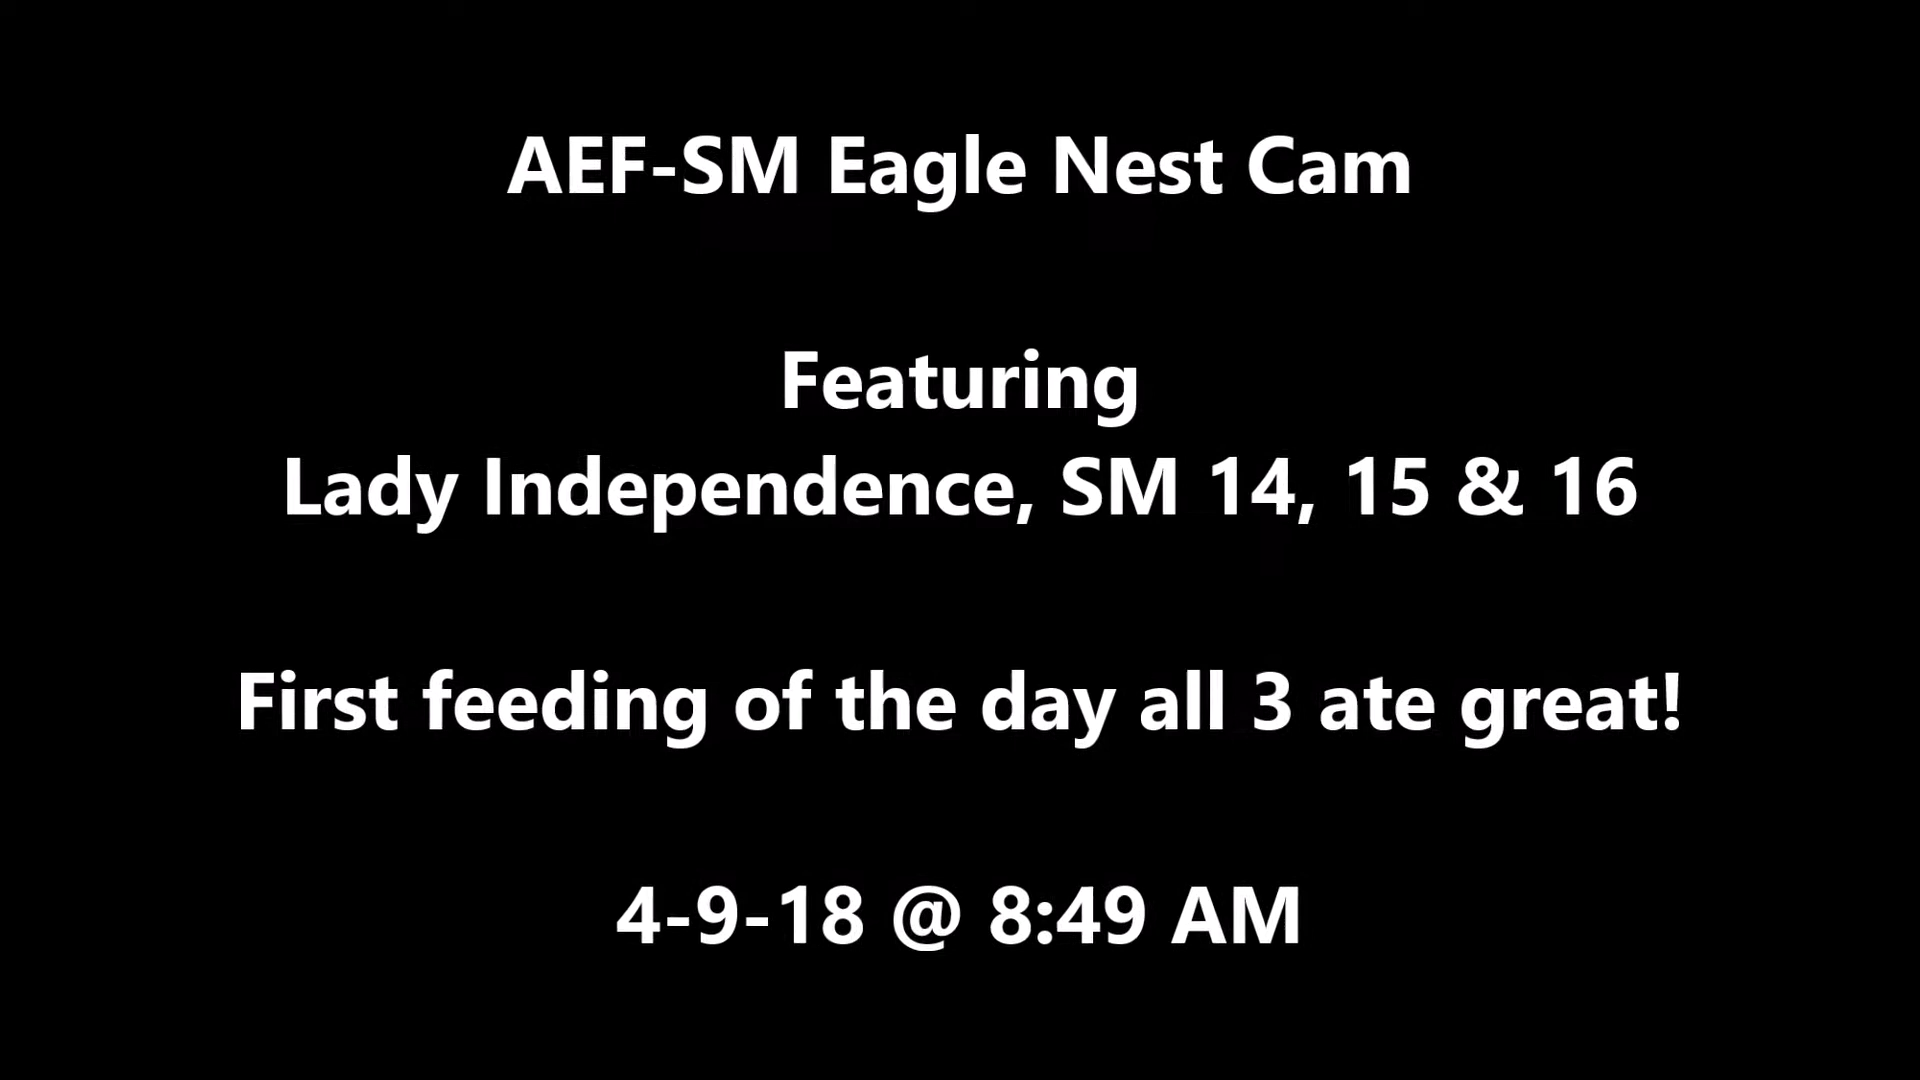 AEF-SM Eagle Nest Cam
Featuring
Lady Independence, SM 14, 15 & 16
First feeding of the day all 3 ate great!
4-9-18 @ 8:49 AM